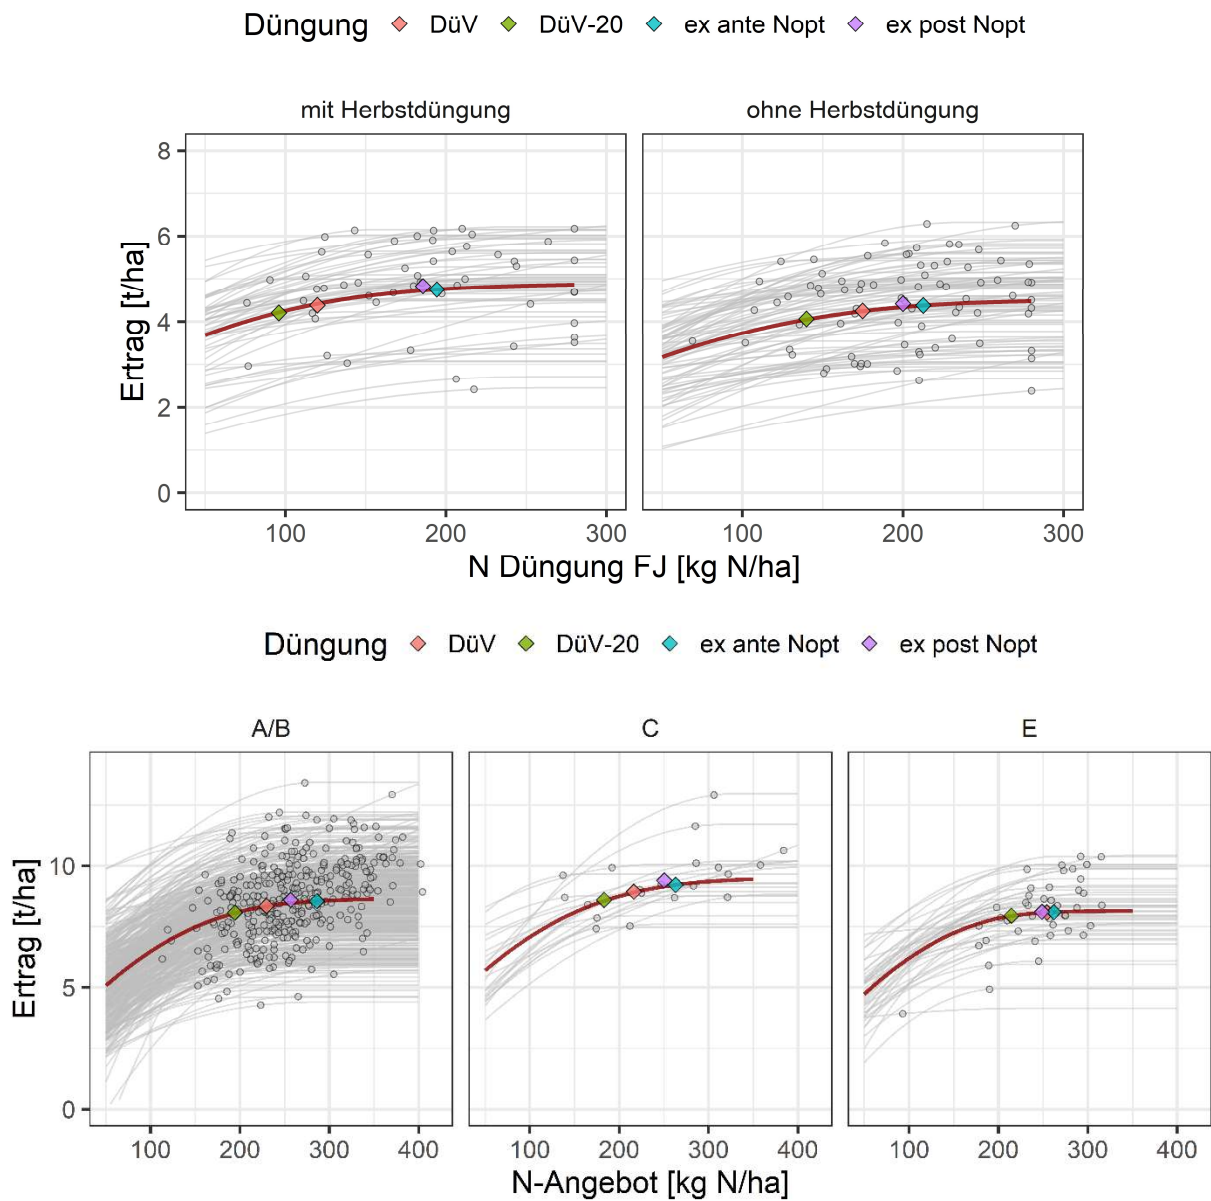 Düngung DüV DüV-20 ex ante Nopt ex post Nopt
mit Herbstdüngung ohne Herbstdüngung
Ertrag [t/ha]
8
6
4
2
0
100 200 300 100 200 300
N Düngung FJ [kg N/ha]
Düngung DüV DüV-20 ex ante Nopt ex post Nopt
A/B C E
Ertrag [t/ha]
10
5
0
100 200 300 400 100 200 300 400 100 200 300 400
N-Angebot [kg N/ha]